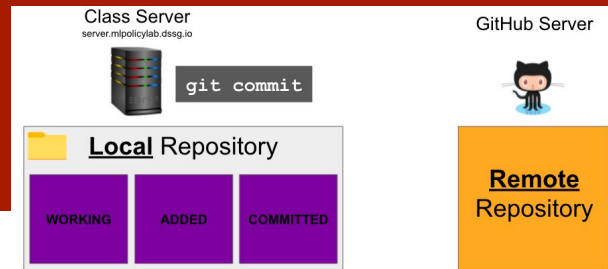 Class Server
server.mlpolicylab.dssg.io
git commit
Local Repository
WORKING
ADDED
COMMITTED
GitHub Server
Remote
Repository